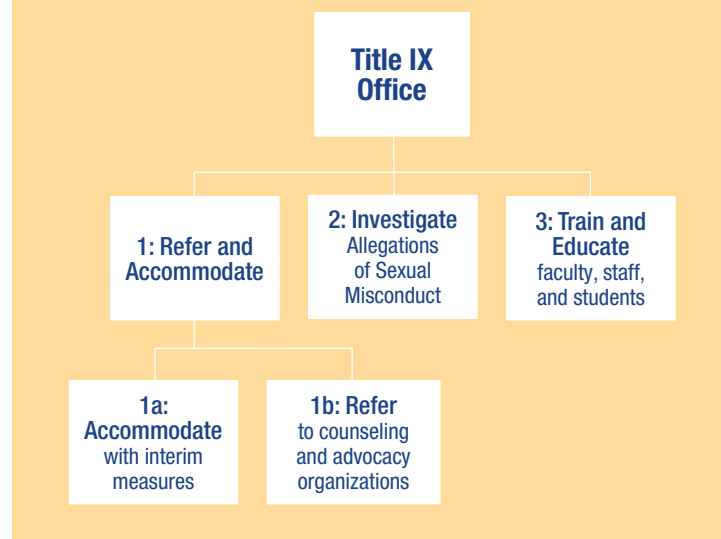 Title IX
Office
1: Refer and
Accommodate
2: Investigate
Allegations
of Sexual
Misconduct
3: Train and
Educate
faculty, staff,
and students
1a:
Accommodate
with interim
measures
1b: Refer
to counseling
and advocacy
organizations